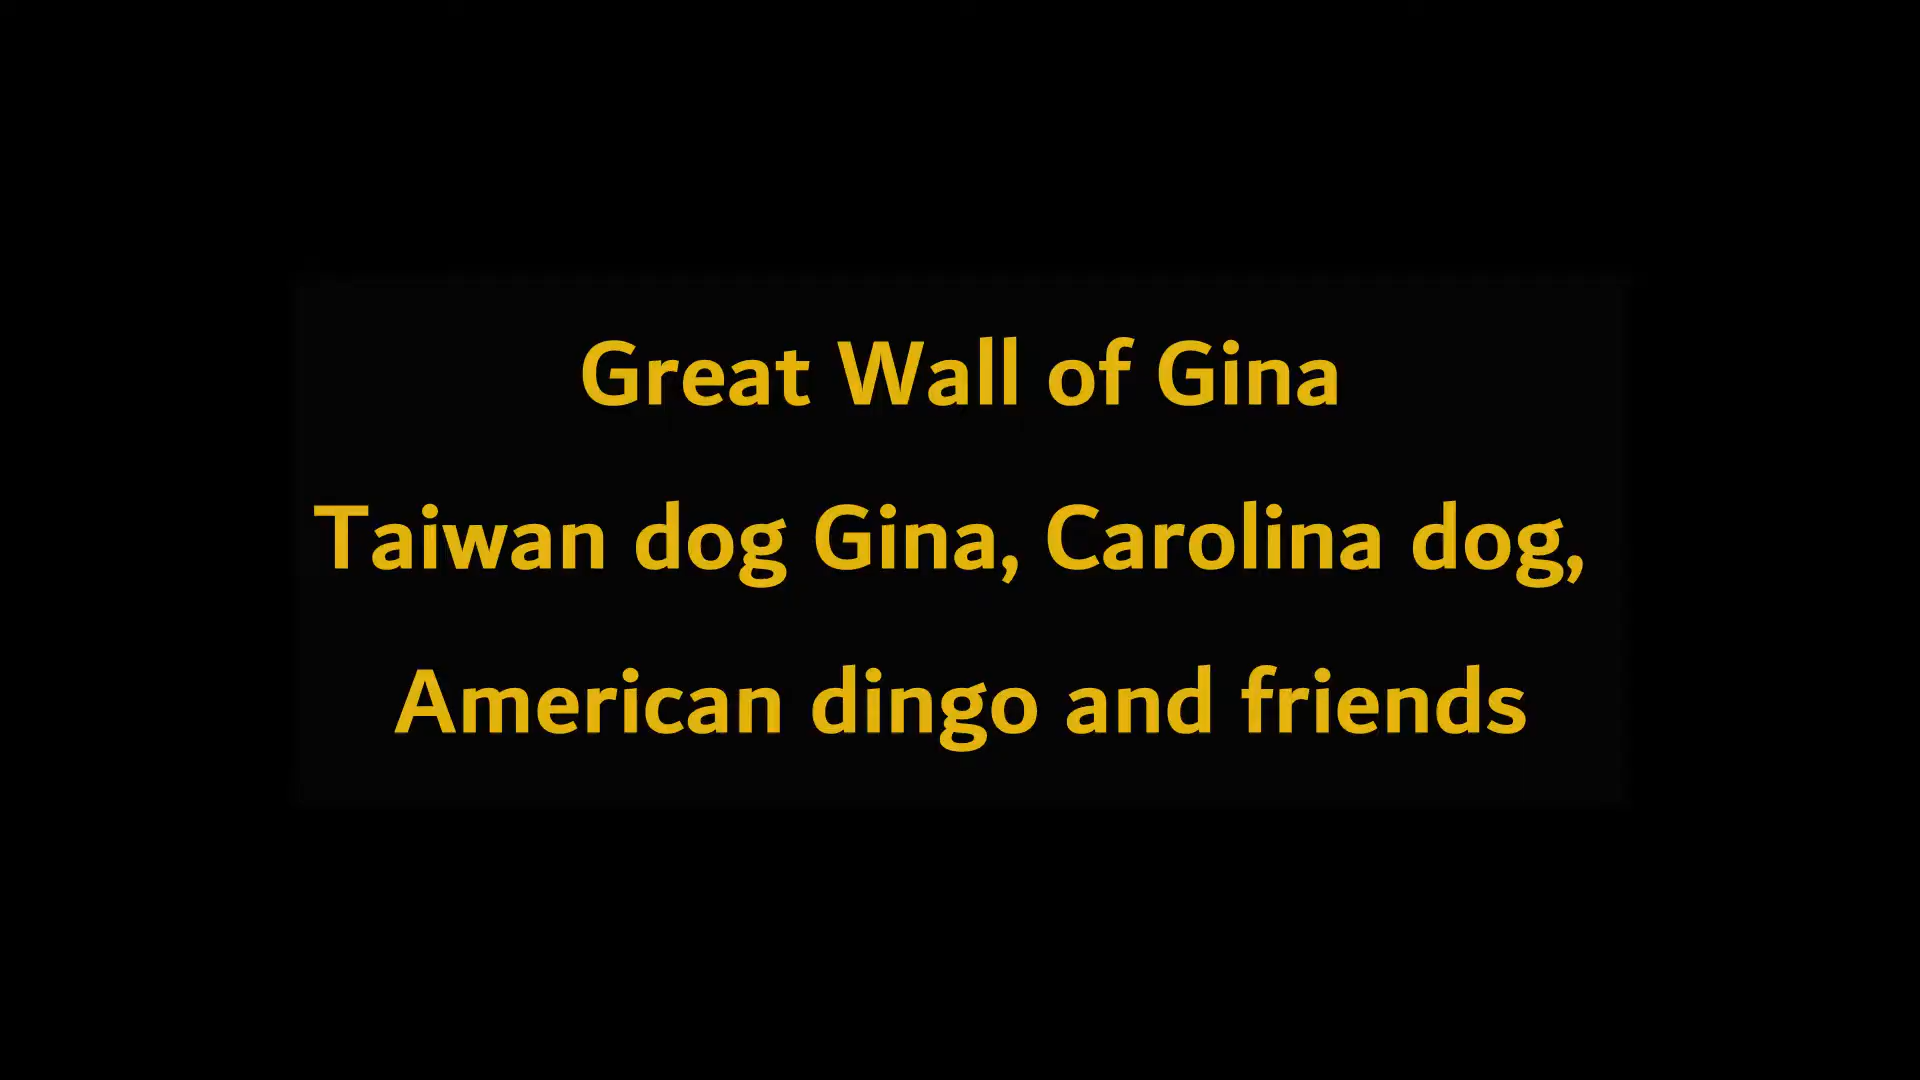 Great Wall of Gina
Taiwan dog Gina, Carolina dog,
American dingo and friends